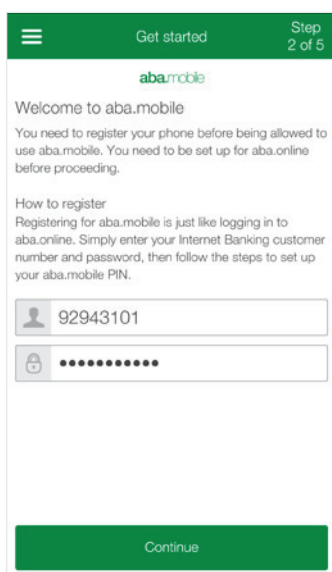 Get started
Step
2 of 5
aba.mobile
Welcome to aba.mobile
You need to register your phone before being allowed to
use aba.mobile. You need to be set up for aba.online
before proceeding.
How to register
Registering for aba.mobile is just like logging in to
aba.online. Simply enter your Internet Banking customer
number and password, then follow the steps to set up
your aba.mobile PIN.
92943101
•••••••••••
Continue